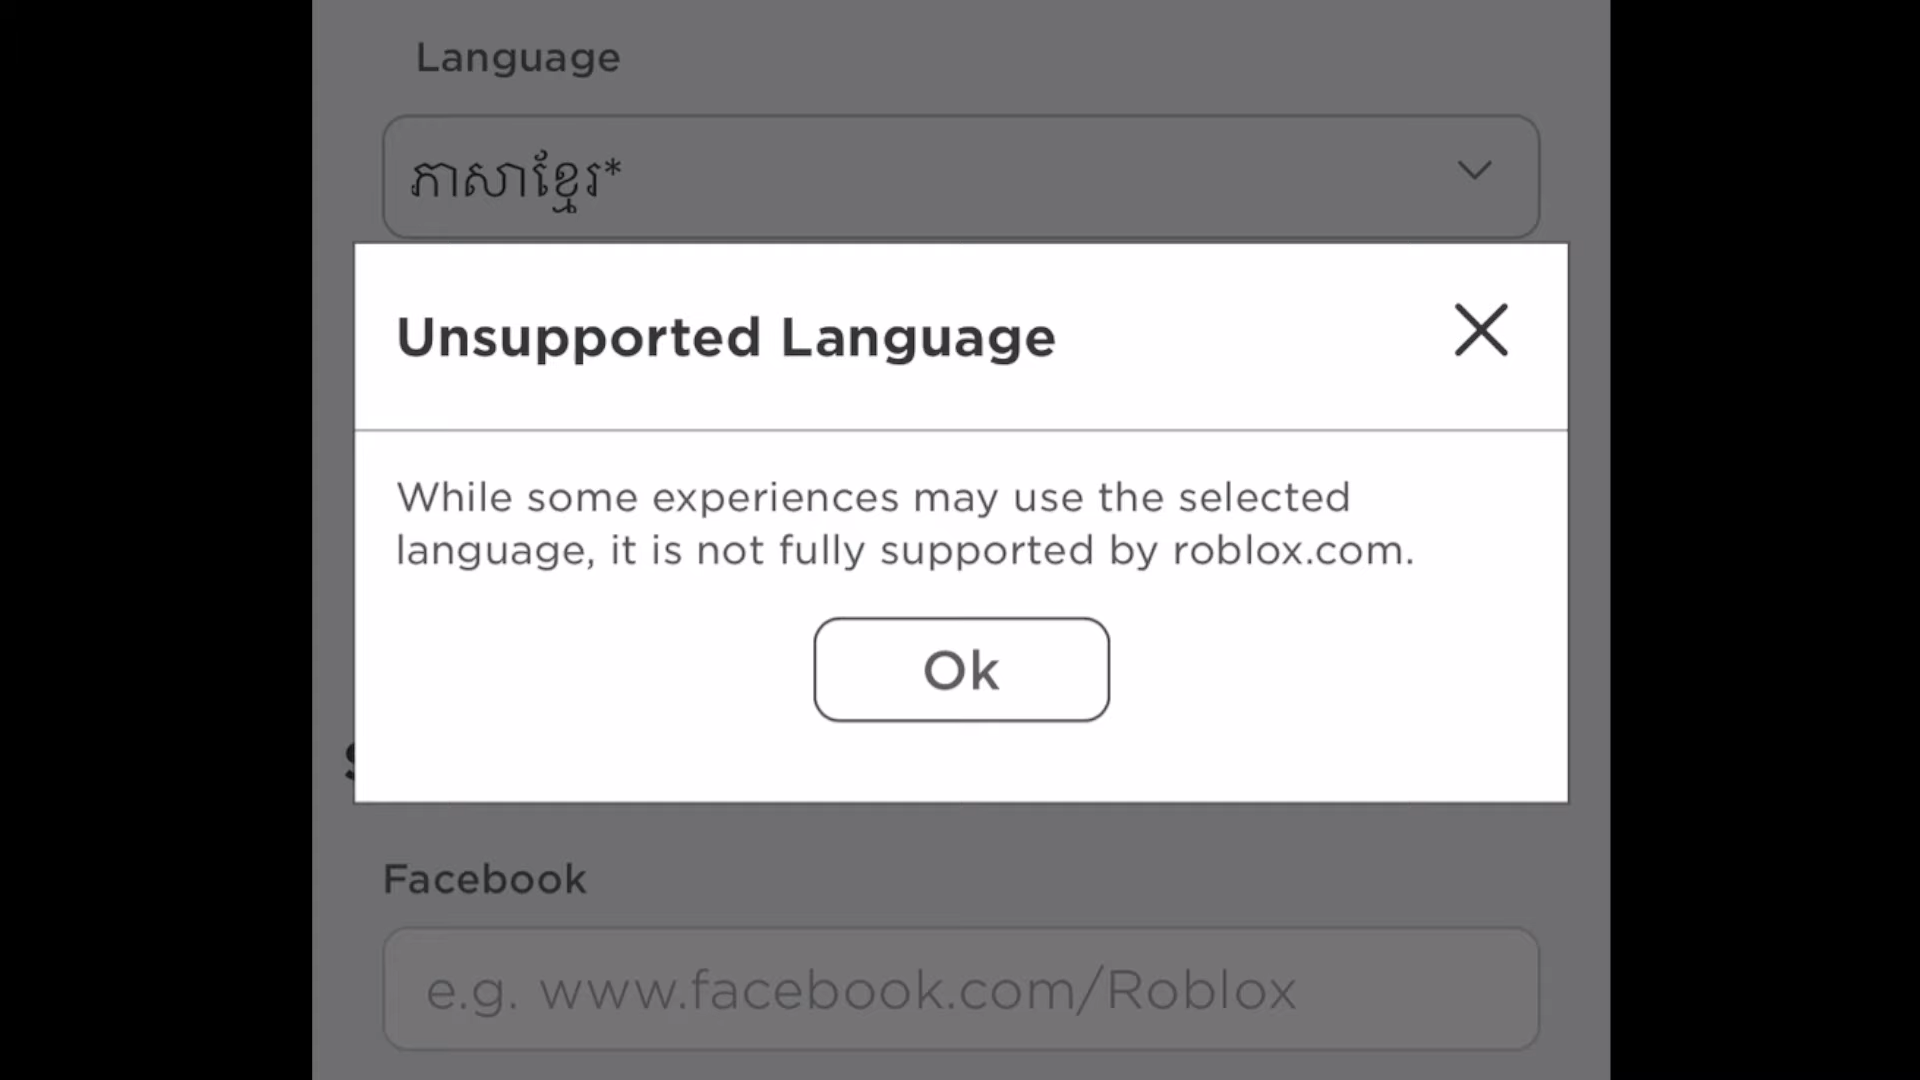 Language
ភាសាខ្មែរ*
Unsupported Language
While some experiences may use the selected
language, it is not fully supported by roblox.com.
Ok
Facebook
e.g. www.facebook.com/Roblox